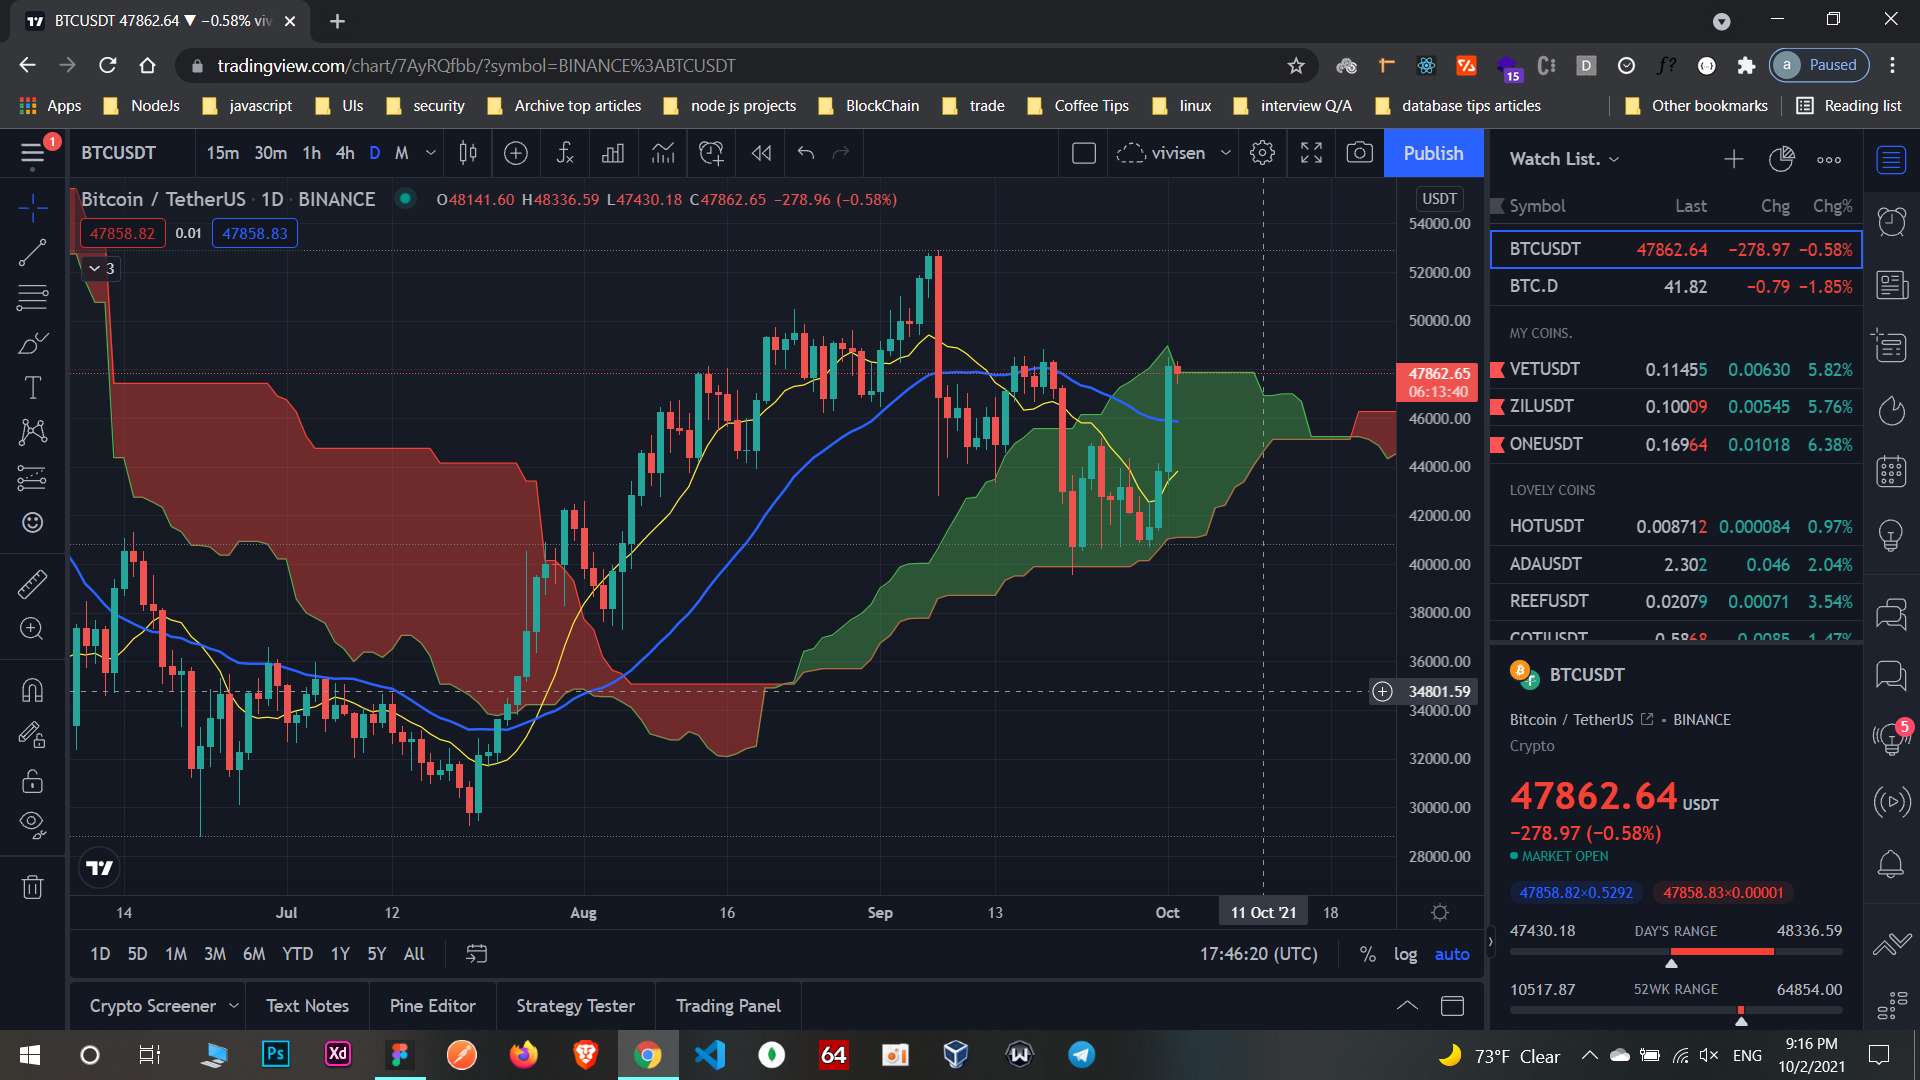 BTCUSDT 47862.64 ▼ −0.58% viv
tradingview.com/chart/7AyRQfbb/?symbol=BINANCE%3ABTCUSDT
15
D
f?
a Paused
Apps NodeJs javascript UIs security Archive top articles node js projects BlockChain trade Coffee Tips linux interview Q/A database tips articles Other bookmarks Reading list
1
BTCUSDT 15m 30m 1h 4h D M vivisen Publish
Watch List.
Bitcoin / TetherUS · 1D · BINANCE O48141.60 H48336.59 L47430.18 C47862.65 −278.96 (−0.58%)
47858.82 0.01 47858.83
3
USDT
54000.00
52000.00
50000.00
47862.65
06:13:40
46000.00
44000.00
42000.00
40000.00
38000.00
36000.00
34801.59
34000.00
32000.00
30000.00
28000.00
14 Jul 12 Aug 16 Sep 13 Oct 11 Oct '21 18
1D 5D 1M 3M 6M YTD 1Y 5Y All 17:46:20 (UTC) % log auto
Crypto Screener Text Notes Pine Editor Strategy Tester Trading Panel
Symbol Last Chg Chg%
BTCUSDT 47862.64 −278.97 −0.58%
BTC.D 41.82 −0.79 −1.85%
MY COINS.
VETUSDT 0.11455 0.00630 5.82%
ZILUSDT 0.10009 0.00545 5.76%
ONEUSDT 0.16964 0.01018 6.38%
LOVELY COINS
HOTUSDT 0.008712 0.000084 0.97%
ADAUSDT 2.302 0.046 2.04%
REEFUSDT 0.02079 0.00071 3.54%
COTIUSDT 0.5868 0.0085 1.47%
BTCUSDT
Bitcoin / TetherUS • BINANCE
Crypto
47862.64 USDT
−278.97 (−0.58%)
MARKET OPEN
47858.82×0.5292 47858.83×0.00001
47430.18 DAY'S RANGE 48336.59
10517.87 52WK RANGE 64854.00
5
Ps
Xd
64
73°F Clear
ENG
9:16 PM
10/2/2021